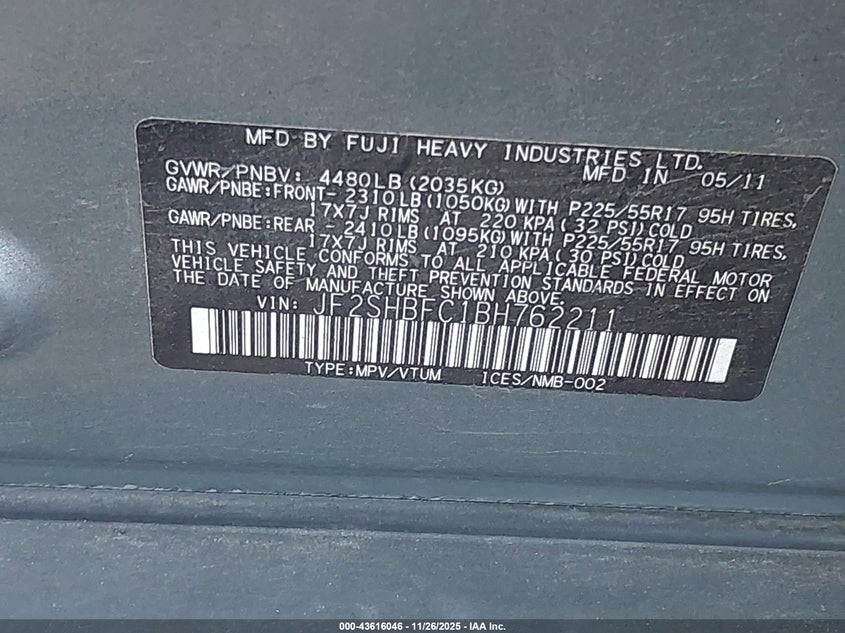 MFD BY FUJI HEAVY INDUSTRIES LTD.
MFD IN 05/11
GVWR/PNBV: 4480LB(2035KG)
GAWR/PNBE:FRONT-2310LB(1050KG)WITH P225/55R17 95H TIRES,
17X7J RIMS AT 220 KPA( 32 PSI)COLD
GAWR/PNBE:REAR -2410LB(1095KG)WITH P225/55R17 95H TIRES,
17X7J RIMS AT 210 KPA( 30 PSI)COLD
THIS VEHICLE CONFORMS TO ALL APPLICABLE FEDERAL MOTOR
VEHICLE SAFETY AND THEFT PREVENTION STANDARDS IN EFFECT ON
THE DATE OF MANUFACTURE SHOWN ABOVE.
VIN: JF2SHBFC1BH762211
TYPE:MPV/VTUM ICES/NMB-002
000-43616046 - 11/26/2025 - IAA Inc.